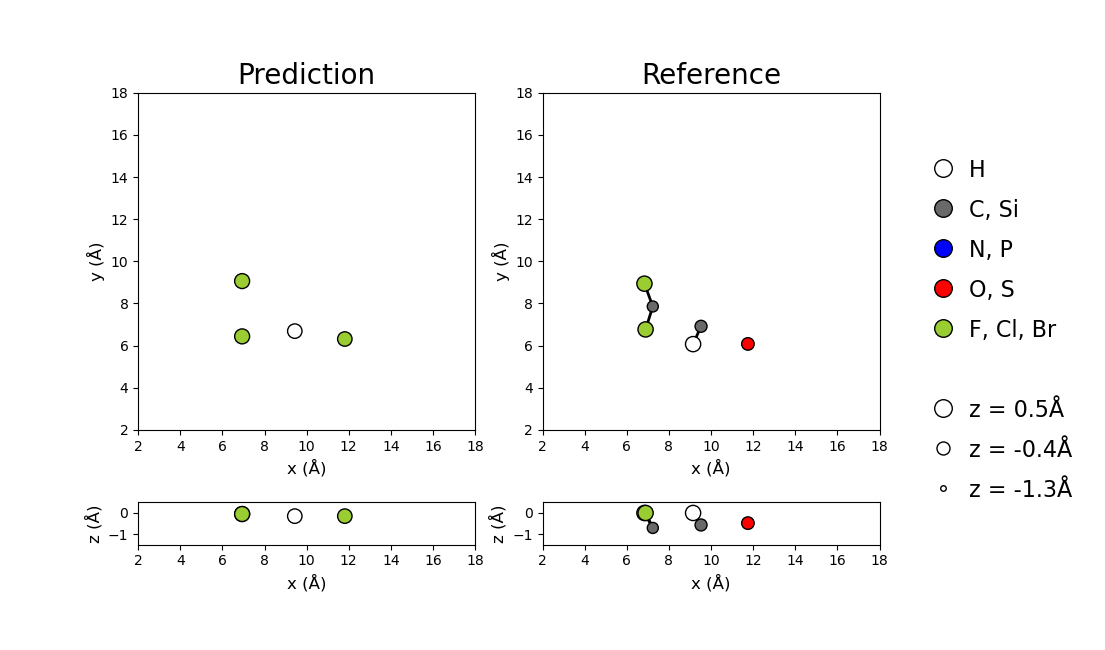 Prediction
Reference
18
16
14
12
10
8
6
4
2
y (Å)
2 4 6 8 10 12 14 16 18
x (Å)
18
16
14
12
10
8
6
4
2
y (Å)
2 4 6 8 10 12 14 16 18
x (Å)
0
−1
z (Å)
2 4 6 8 10 12 14 16 18
x (Å)
0
−1
z (Å)
2 4 6 8 10 12 14 16 18
x (Å)
H
C, Si
N, P
O, S
F, Cl, Br
z = 0.5Å
z = -0.4Å
z = -1.3Å